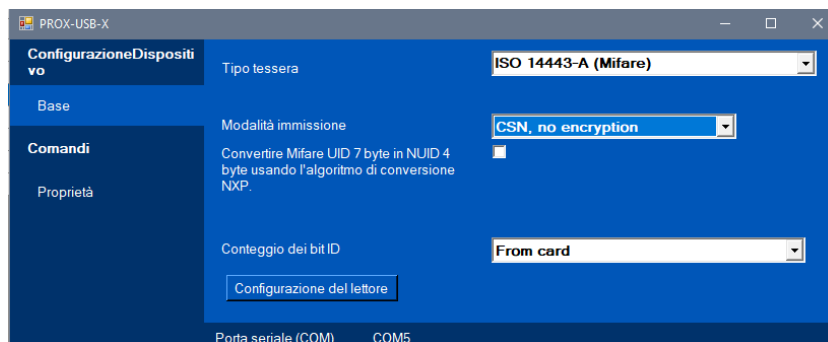 PROX-USB-X
ConfigurazioneDispositi
vo
Base
Comandi
Proprietà
Tipo tessera
ISO 14443-A (Mifare)
Modalità immissione
CSN, no encryption
Convertire Mifare UID 7 byte in NUID 4
byte usando l'algoritmo di conversione
NXP.
Conteggio dei bit ID
From card
Configurazione del lettore
Porta seriale (COM)
COM5